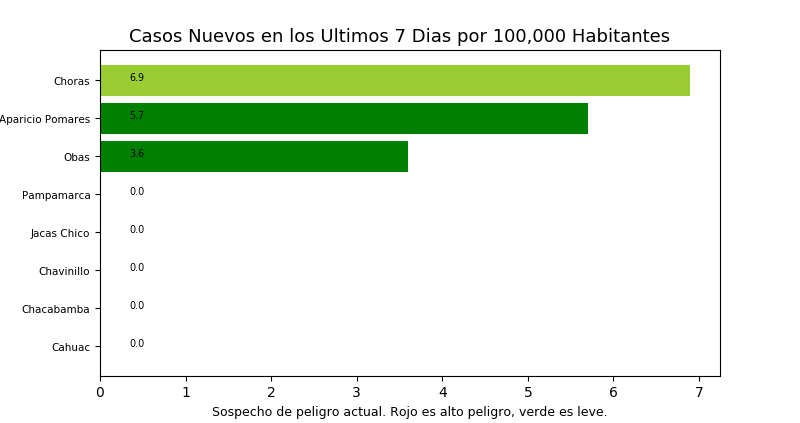 Casos Nuevos en los Ultimos 7 Dias por 100,000 Habitantes
Choras 6.9
Aparicio Pomares 5.7
Obas 3.6
Pampamarca 0.0
Jacas Chico 0.0
Chavinillo 0.0
Chacabamba 0.0
Cahuac 0.0
0 1 2 3 4 5 6 7
Sospecho de peligro actual. Rojo es alto peligro, verde es leve.